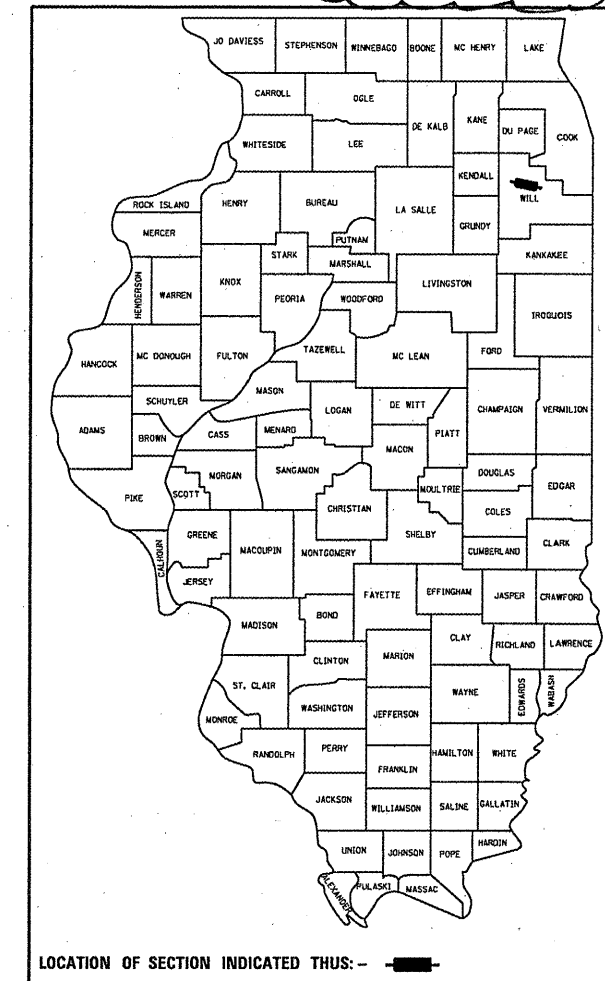 JO DAVIESS STEPHENSON WINNEBAGO BOONE MC HENRY LAKE
CARROLL OGLE DE KALB KANE DU PAGE COOK
WHITESIDE LEE
KENDALL WILL
ROCK ISLAND HENRY BUREAU LA SALLE GRUNDY
MERCER PUTNAM
STARK MARSHALL KANKAKEE
HENDERSON WARREN KNOX PEORIA WOODFORD LIVINGSTON IROQUOIS
HANCOCK MC DONOUGH FULTON TAZEWELL MC LEAN FORD
SCHUYLER MASON LOGAN DE WITT CHAMPAIGN VERMILION
ADAMS BROWN CASS MENARD MACON PIATT
PIKE SCOTT MORGAN SANGAMON CHRISTIAN MOULTRIE DOUGLAS EDGAR
COLES
CALHOUN GREENE MACOUPIN MONTGOMERY SHELBY CUMBERLAND CLARK
JERSEY
MADISON BOND FAYETTE EFFINGHAM JASPER CRAWFORD
CLINTON MARION CLAY RICHLAND LAWRENCE
ST. CLAIR WASHINGTON JEFFERSON WAYNE EDWARDS WABASH
MONROE
RANDOLPH PERRY FRANKLIN HAMILTON WHITE
JACKSON WILLIAMSON SALINE GALLATIN
UNION JOHNSON POPE HARDIN
ALEXANDER PULASKI MASSAC
LOCATION OF SECTION INDICATED THUS: -